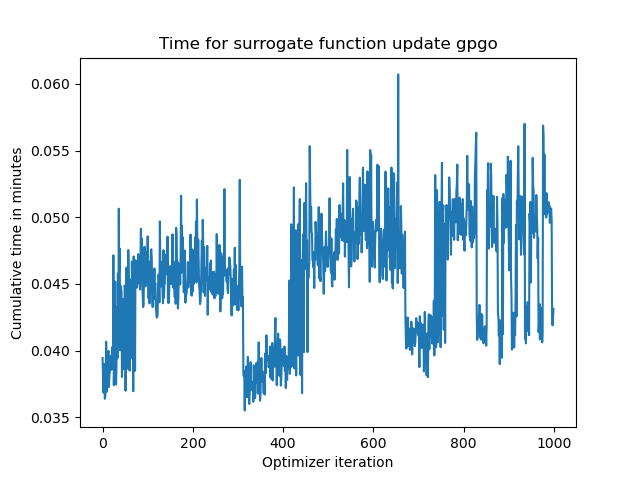 Time for surrogate function update gpgo
0.060
0.055
0.050
0.045
0.040
0.035
Cumulative time in minutes
0 200 400 600 800 1000
Optimizer iteration